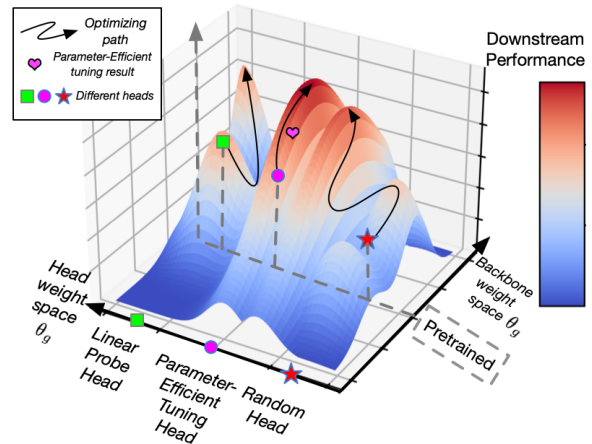 Optimizing
path
Parameter-Efficient
tuning result
Different heads
Downstream
Performance
Head
weight
space
θg
Linear
Probe
Head
Parameter-
Efficient
Tuning
Head
Random
Head
Pretrained
Backbone
weight
space θg